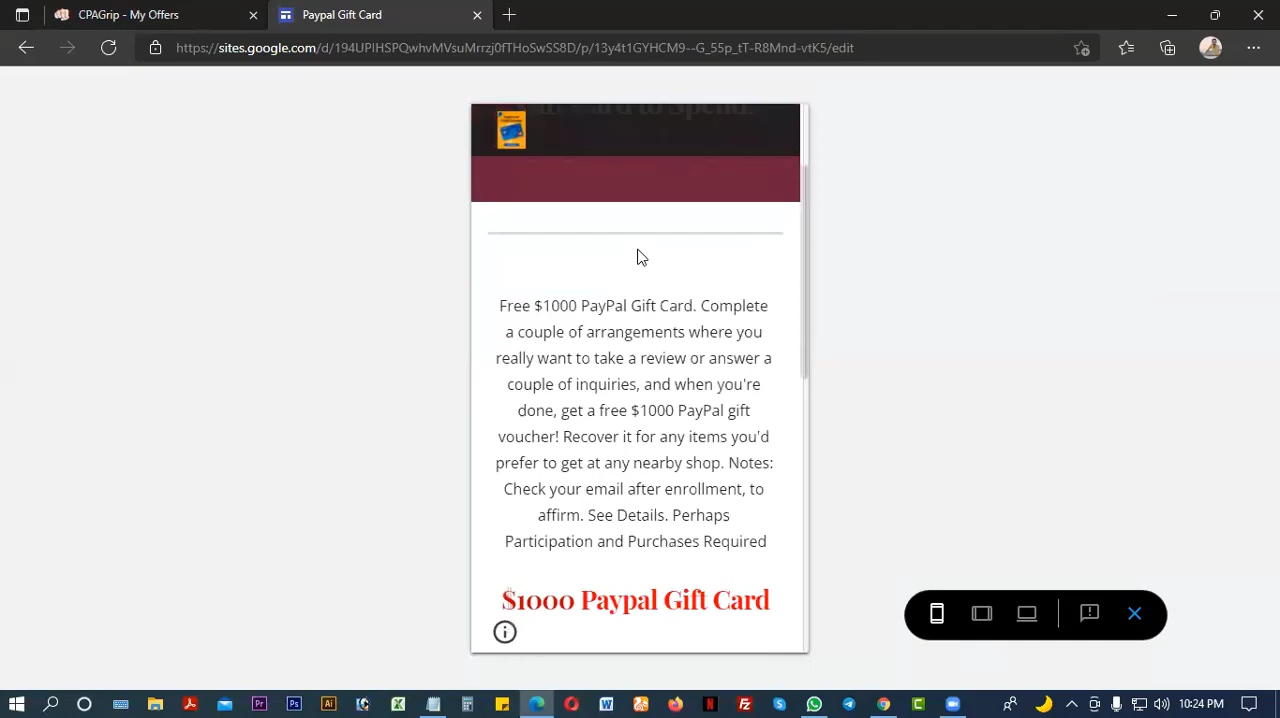 CPAGrip - My Offers
Paypal Gift Card
https://sites.google.com/d/194UPlHSPQwhvMVsuMrrzj0fTHoSwSS8D/p/13y4t1GYHCM9--G_55p_tT-R8Mnd-vtK5/edit
Free $1000 PayPal Gift Card. Complete
a couple of arrangements where you
really want to take a review or answer a
couple of inquiries, and when you're
done, get a free $1000 PayPal gift
voucher! Recover it for any items you'd
prefer to get at any nearby shop. Notes:
Check your email after enrollment, to
affirm. See Details. Perhaps
Participation and Purchases Required
$1000 Paypal Gift Card
10:24 PM